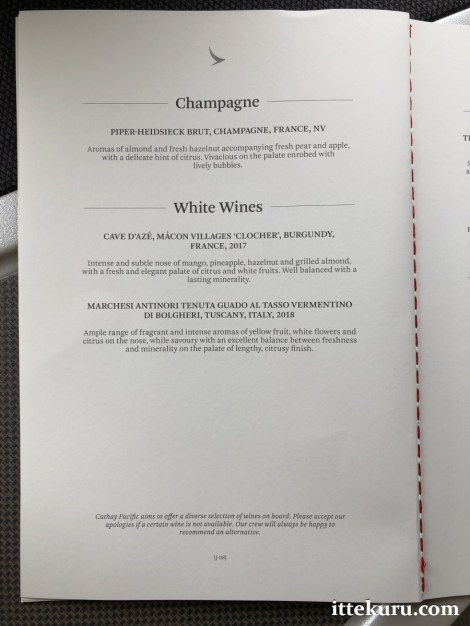 Champagne
PIPER-HEIDSIECK BRUT, CHAMPAGNE, FRANCE, NV
Aromas of almond and fresh hazelnut accompanying fresh pear and apple,
with a delicate hint of citrus. Vivacious on the palate enrobed with
lively bubbles.
White Wines
CAVE D'AZÉ, MÂCON VILLAGES 'CLOCHER', BURGUNDY,
FRANCE, 2017
Intense and subtle nose of mango, pineapple, hazelnut and grilled almond,
with a fresh and elegant palate of citrus and white fruits. Well balanced with a
lasting minerality.
MARCHESI ANTINORI TENUTA GUADO AL TASSO VERMENTINO
DI BOLGHERI, TUSCANY, ITALY, 2018
Ample range of fragrant and intense aromas of yellow fruit, white flowers and
citrus on the nose, while savoury with an excellent balance between freshness
and minerality on the palate of lengthy, citrusy finish.
Cathay Pacific aims to offer a diverse selection of wines on board. Please accept our
apologies if a certain wine is not available. Our crew will always be happy to
recommend an alternative.
ittekuru.com